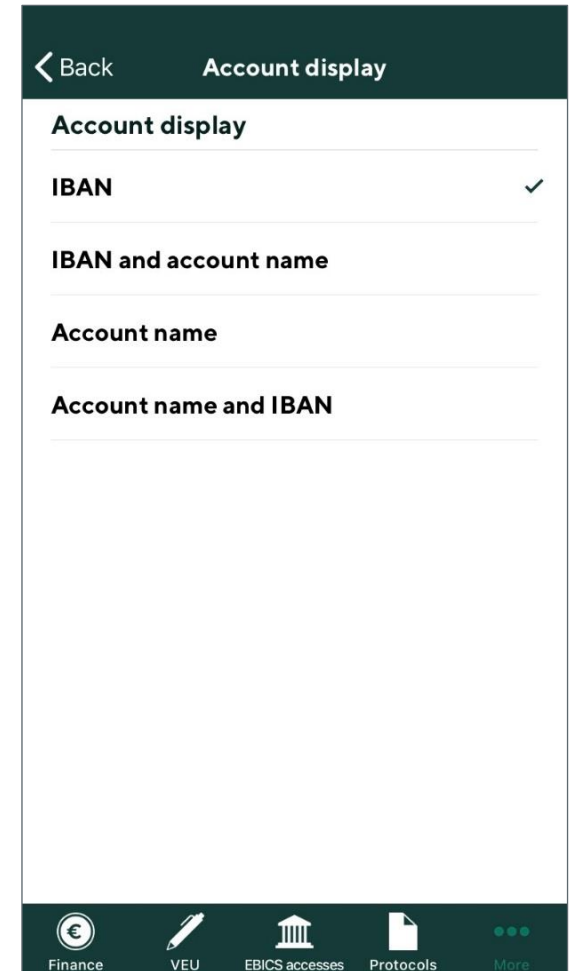 Back
Account display
Account display
IBAN
IBAN and account name
Account name
Account name and IBAN
€
Finance
VEU
EBICS accesses
Protocols
More